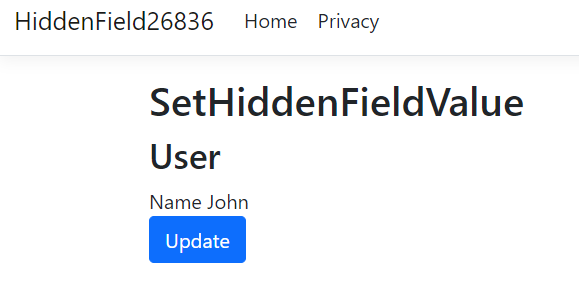 HiddenField26836 Home Privacy
SetHiddenFieldValue
User
Name John
Update